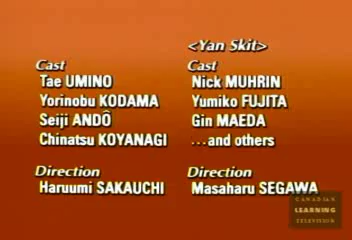 Cast
Tae UMINO
Yorinobu KODAMA
Seiji ANDÔ
Chinatsu KOYANAGI
Direction
Haruumi SAKAUCHI
<Yan Skit>
Cast
Nick MUHRIN
Yumiko FUJITA
Gin MAEDA
...and others
Direction
Masaharu SEGAWA
CANADIAN
LEARNING
TELEVISION